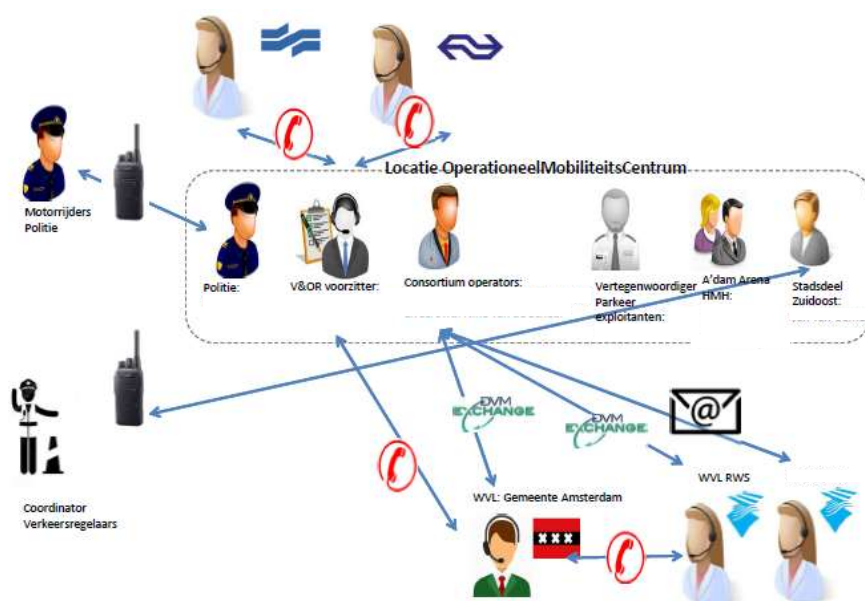 Locatie OperationeelMobiliteitsCentrum
Motorrijders
Politie
Politie:
V&OR voorzitter:
Consortium operators:
Vertegenwoordiger
Parkeer
exploitanten:
A'dam Arena
HMH:
Stadsdeel
Zuidoost:
DVM
EXCHANGE
DVM
EXCHANGE
@
Coordinator
Verkeersregelaars
WVL: Gemeente Amsterdam
WVL RWS